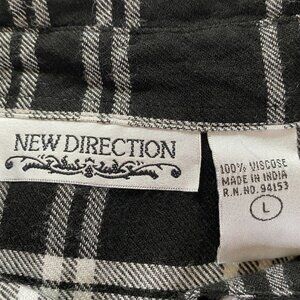 NEW DIRECTION
100% VISCOSE
MADE IN INDIA
R.N.NO. 94153
L